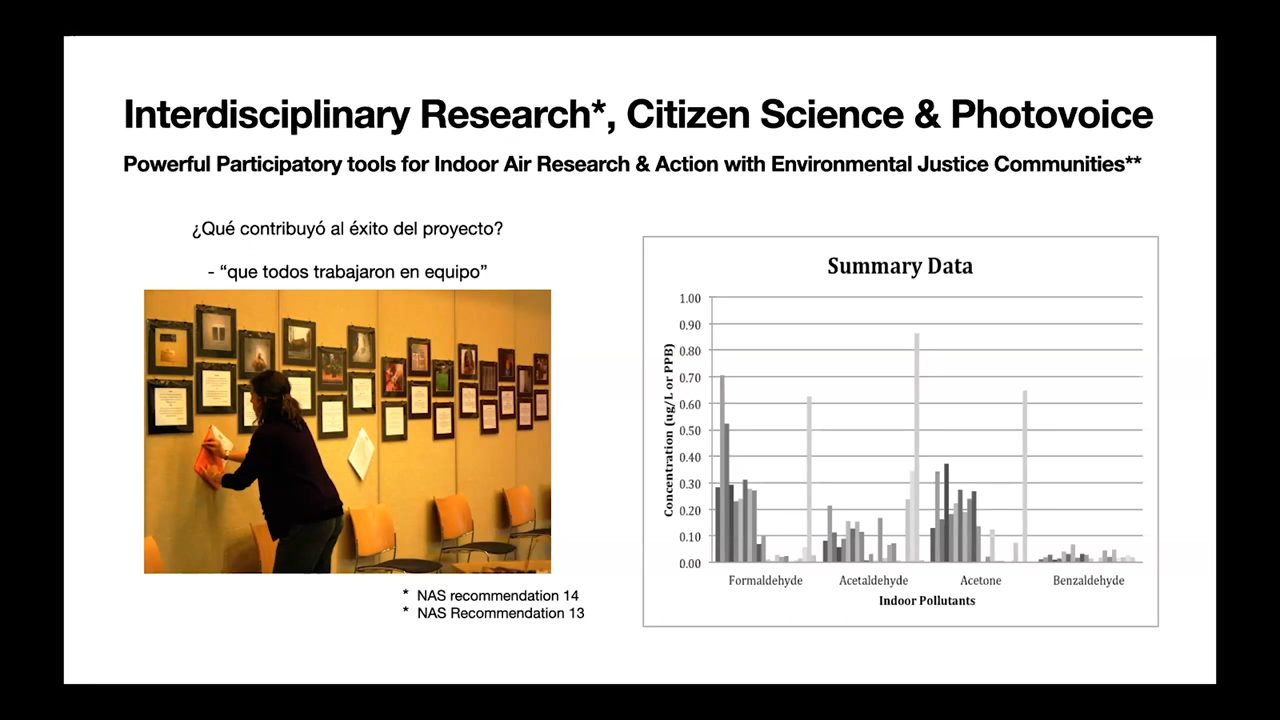 Interdisciplinary Research*, Citizen Science & Photovoice
Powerful Participatory tools for Indoor Air Research & Action with Environmental Justice Communities**
¿Qué contribuyó al éxito del proyecto?
- “que todos trabajaron en equipo”
* NAS recommendation 14
* NAS Recommendation 13
Summary Data
Concentration (ug/L or PPB)
1.00
0.90
0.80
0.70
0.60
0.50
0.40
0.30
0.20
0.10
0.00
Formaldehyde Acetaldehyde Acetone Benzaldehyde
Indoor Pollutants